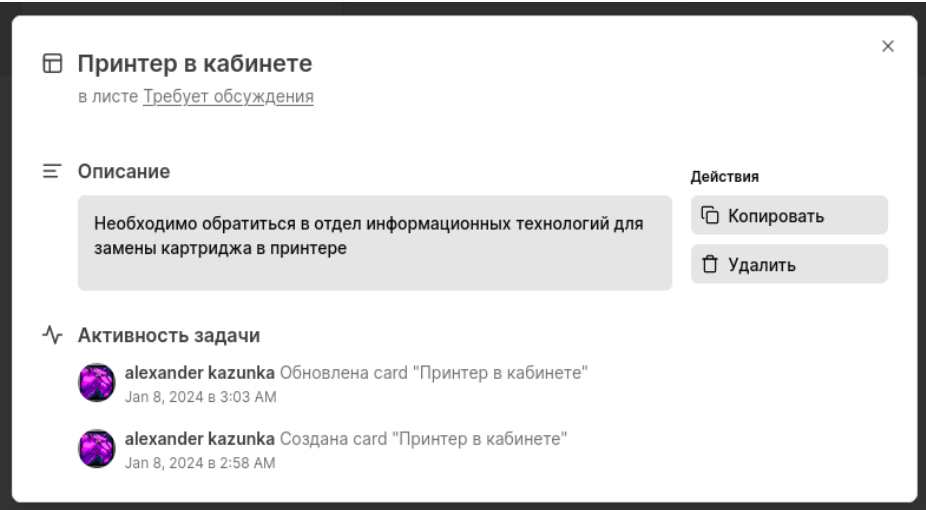 Принтер в кабинете
в листе Требует обсуждения
Описание
Необходимо обратиться в отдел информационных технологий для
замены картриджа в принтере
Действия
Копировать
Удалить
Активность задачи
alexander kazunka Обновлена card "Принтер в кабинете"
Jan 8, 2024 в 3:03 AM
alexander kazunka Создана card "Принтер в кабинете"
Jan 8, 2024 в 2:58 AM